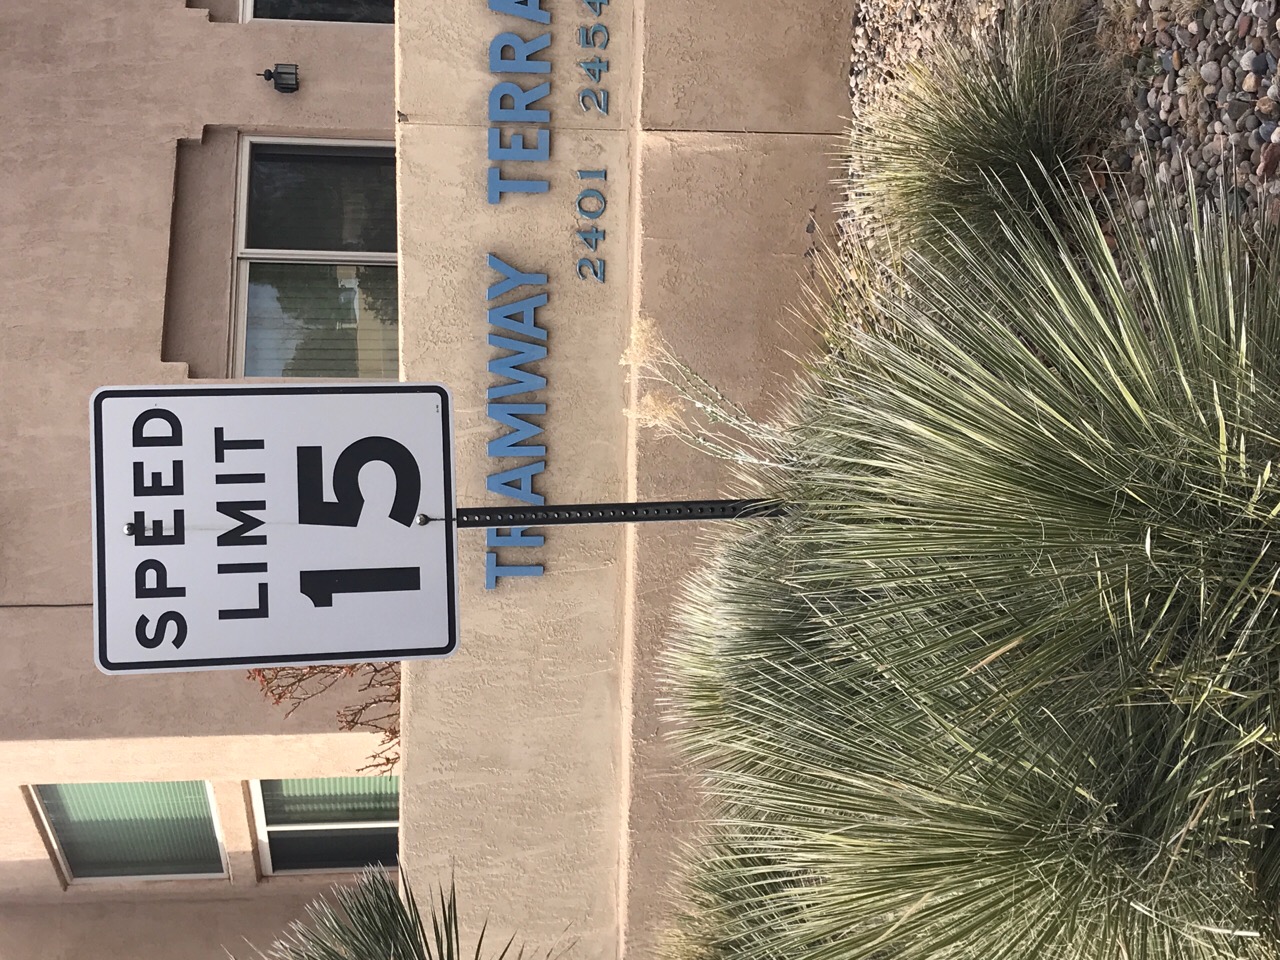 SPEED
LIMIT
15
TRAMWAY TERRA
2401 2454